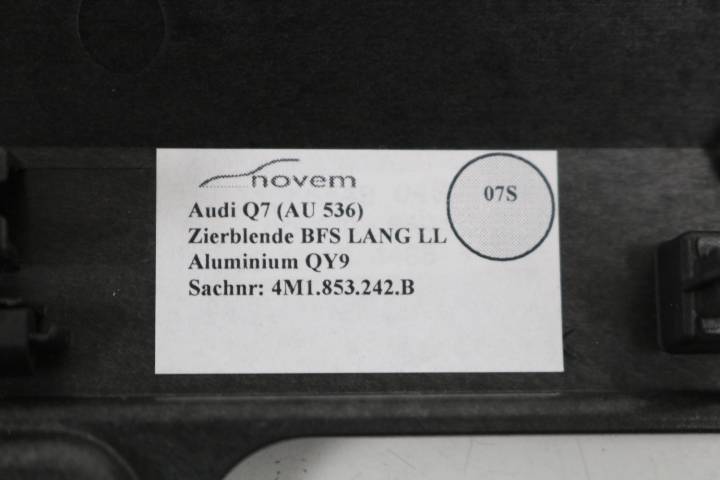 novem
07S
Audi Q7 (AU 536)
Zierblende BFS LANG LL
Aluminium QY9
Sachnr: 4M1.853.242.B